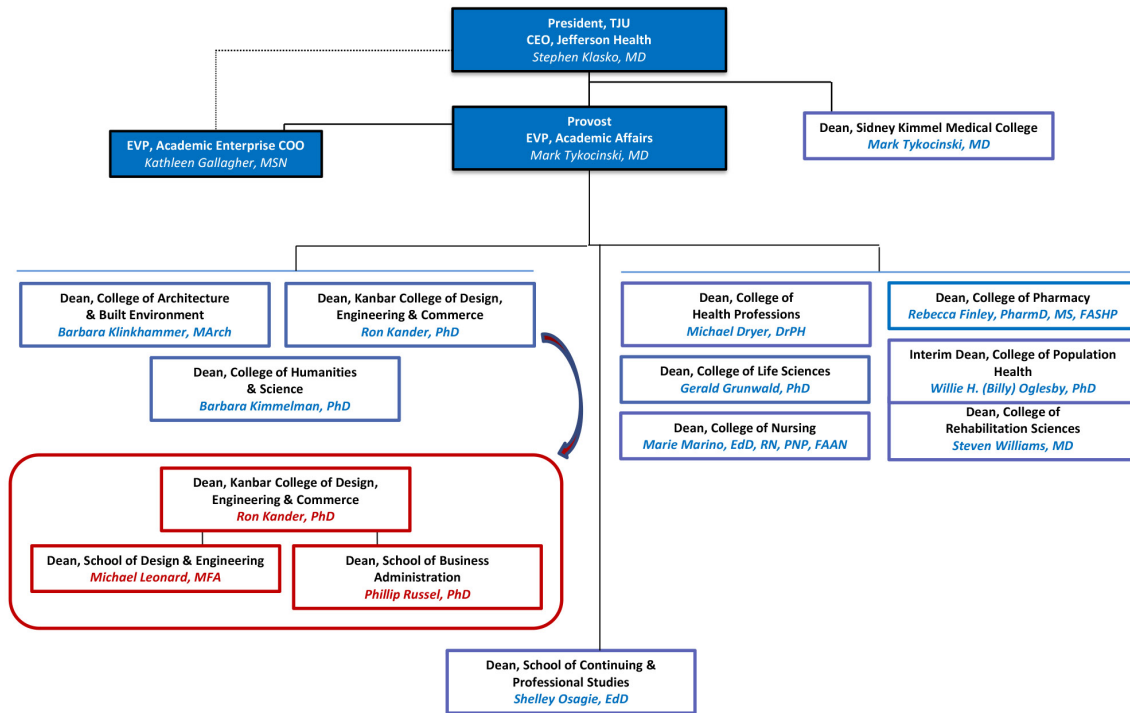 President, TJU
CEO, Jefferson Health
Stephen Klasko, MD
Provost
EVP, Academic Affairs
Mark Tykocinski, MD
EVP, Academic Enterprise COO
Kathleen Gallagher, MSN
Dean, Sidney Kimmel Medical College
Mark Tykocinski, MD
Dean, College of Architecture
& Built Environment
Barbara Klinkhammer, MArch
Dean, Kanbar College of Design,
Engineering & Commerce
Ron Kander, PhD
Dean, College of Humanities
& Science
Barbara Kimmelman, PhD
Dean, College of
Health Professions
Michael Dryer, DrPH
Dean, College of Pharmacy
Rebecca Finley, PharmD, MS, FASHP
Dean, College of Life Sciences
Gerald Grunwald, PhD
Interim Dean, College of Population
Health
Willie H. (Billy) Oglesby, PhD
Dean, College of Nursing
Marie Marino, EdD, RN, PNP, FAAN
Dean, College of
Rehabilitation Sciences
Steven Williams, MD
Dean, Kanbar College of Design,
Engineering & Commerce
Ron Kander, PhD
Dean, School of Design & Engineering
Michael Leonard, MFA
Dean, School of Business
Administration
Phillip Russel, PhD
Dean, School of Continuing &
Professional Studies
Shelley Osagie, EdD